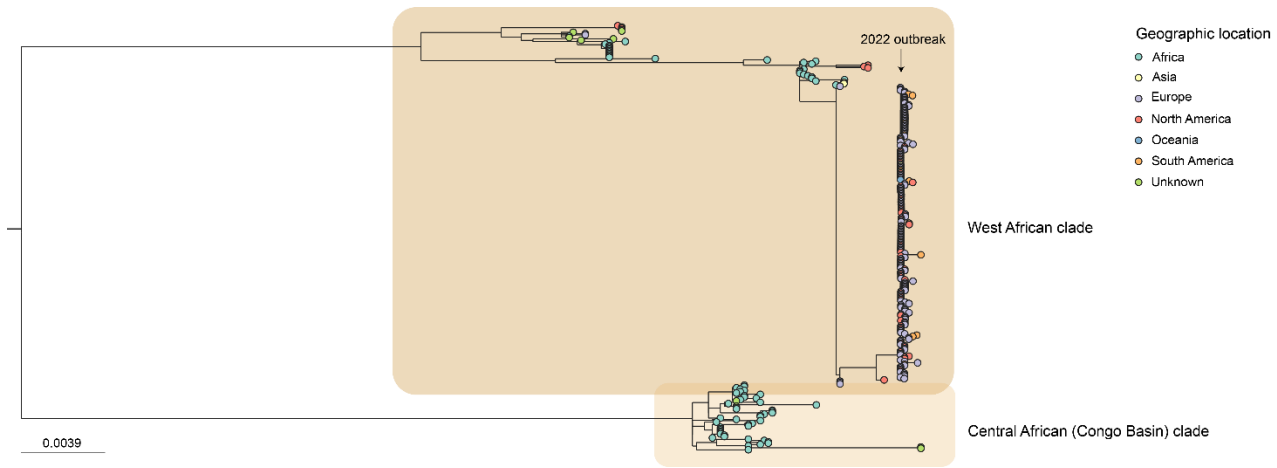 Geographic location
2022 outbreak
Africa
Asia
Europe
North America
Oceania
South America
Unknown
West African clade
Central African (Congo Basin) clade
0.0039